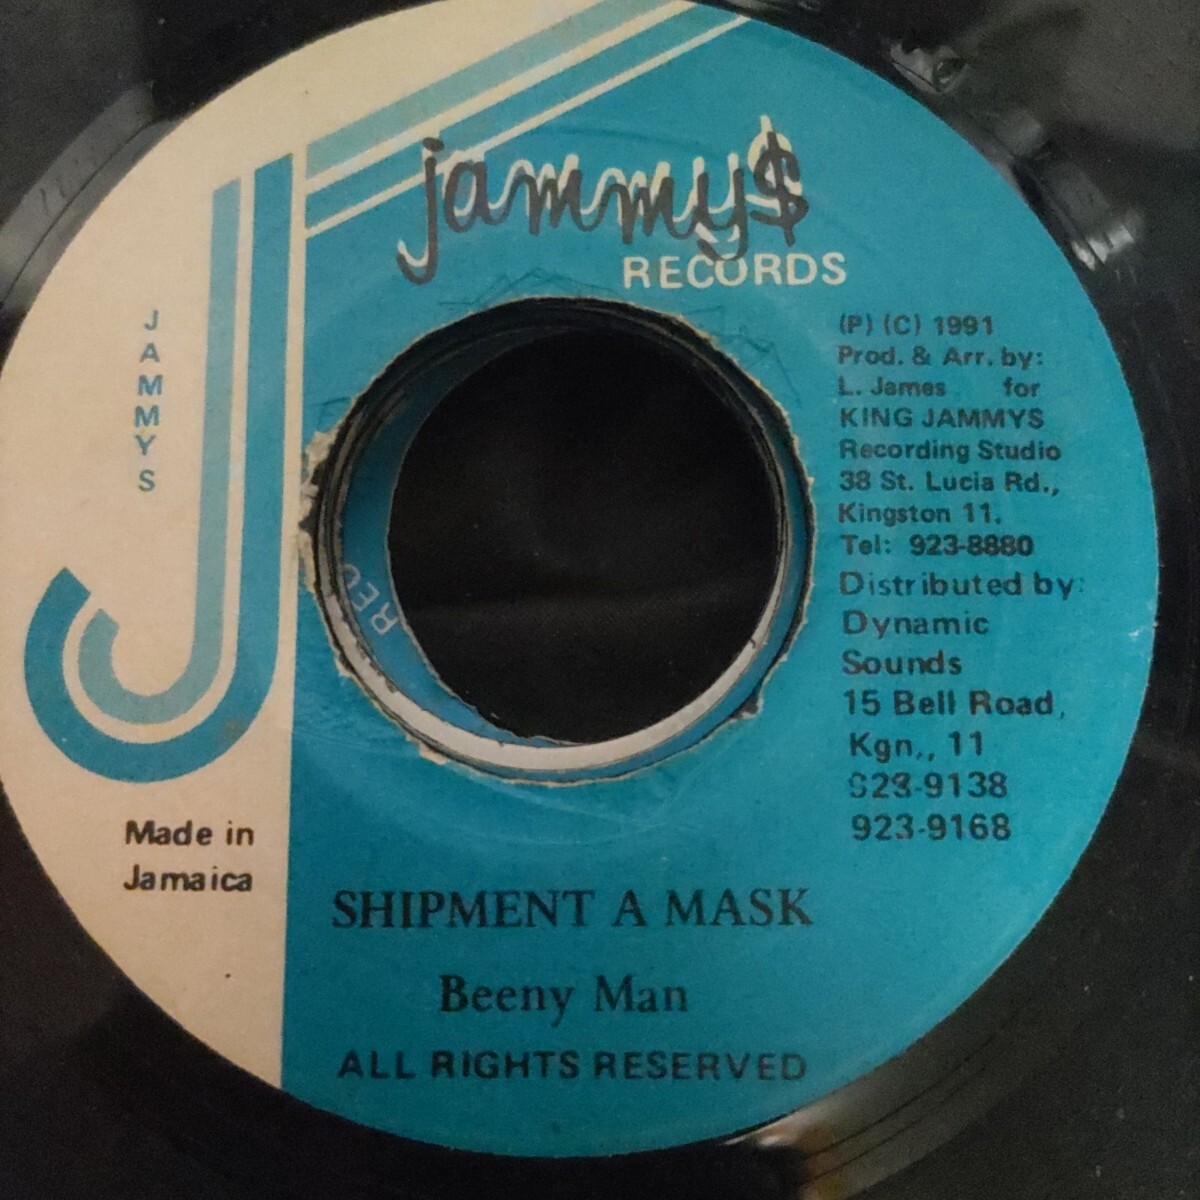 jammy$
RECORDS
JAMMYS
(P) (C) 1991
Prod. & Arr. by:
L. James for
KING JAMMYS
Recording Studio
38 St. Lucia Rd.,
Kingston 11.
Tel: 923-8880
Distributed by:
Dynamic
Sounds
15 Bell Road,
Kgn., 11
923-9138
923-9168
Made in
Jamaica
SHIPMENT A MASK
Beeny Man
ALL RIGHTS RESERVED